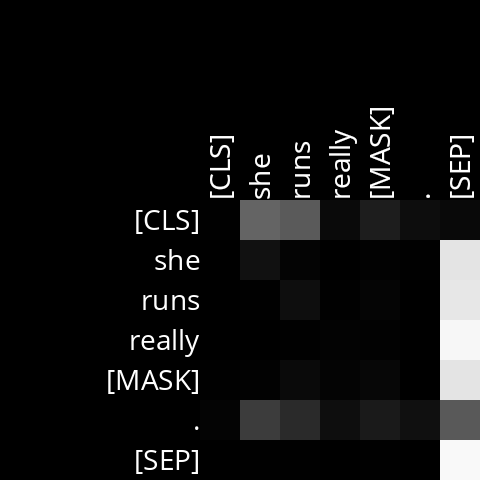 [CLS] she runs really [MASK] . [SEP]
[CLS]
she
runs
really
[MASK]
.
[SEP]